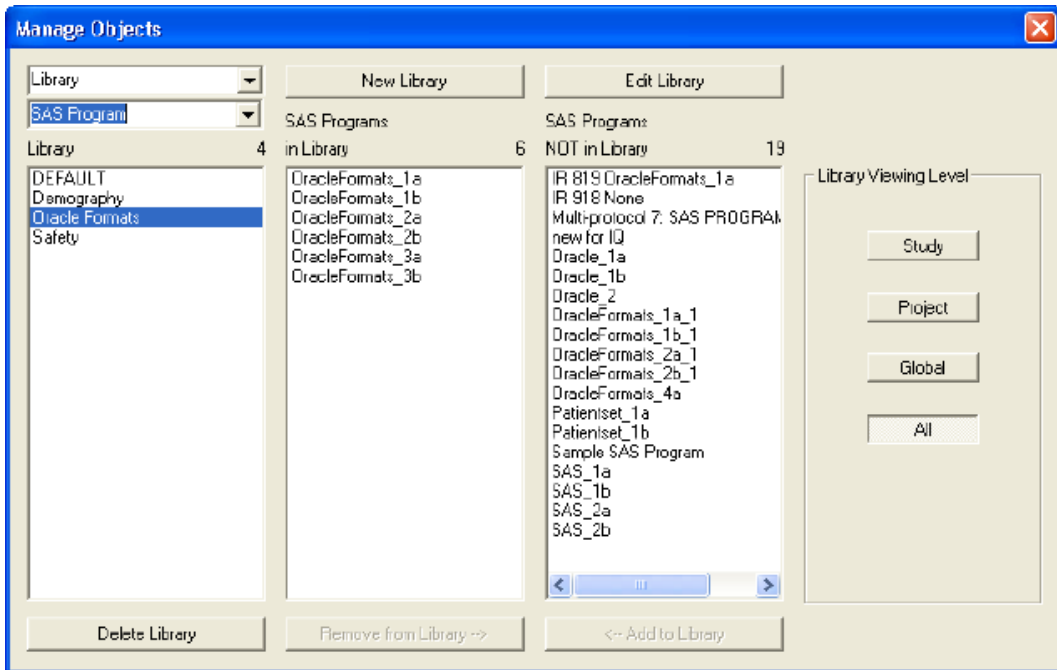 Manage Objects
Library
New Library
Edit Library
SAS Program
SAS Programs
SAS Programs
Library 4
in Library 6
NOT in Library 19
Library Viewing Level
DEFAULT
Demography
Oracle Formats
Safety
OracleFormats_1a
OracleFormats_1b
OracleFormats_2a
OracleFormats_2b
OracleFormats_3a
OracleFormats_3b
IR 819 OracleFormats_1a
IR 918 None
Multi-protocol 7: SAS PROGRAM
new for IQ
Oracle_1a
Oracle_1b
Oracle_2
OracleFormats_1a_1
OracleFormats_1b_1
OracleFormats_2a_1
OracleFormats_2b_1
OracleFormats_4a
Patientset_1a
Patientset_1b
Sample SAS Program
SAS_1a
SAS_1b
SAS_2a
SAS_2b
Study
Project
Global
All
Delete Library
Remove from Library -->
<-- Add to Library